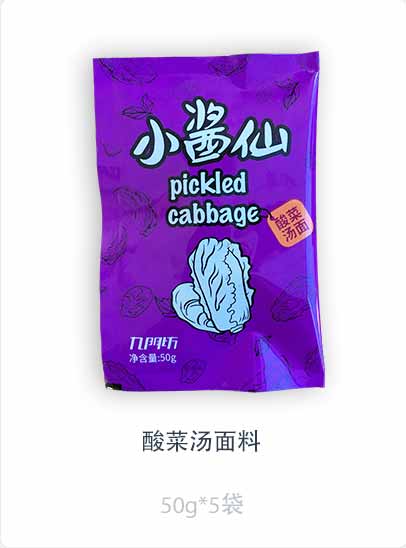 小酱仙
pickled
cabbage
酸菜
汤面
九门坊
净含量:50g
酸菜汤面料
50g*5袋